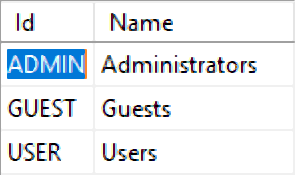 Id Name
ADMIN Administrators
GUEST Guests
USER Users